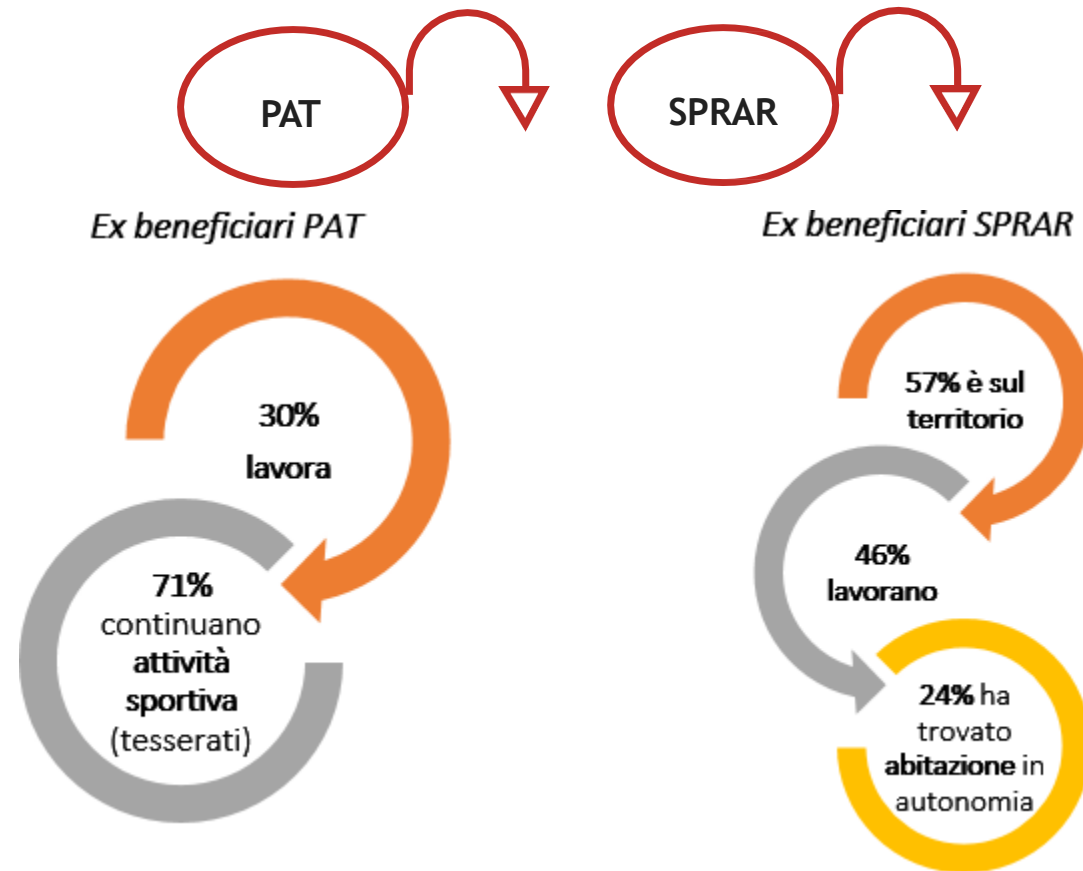 PAT
SPRAR
Ex beneficiari PAT
30%
lavora
71%
continuano
attività
sportiva
(tesserati)
Ex beneficiari SPRAR
57% è sul
territorio
46%
lavorano
24% ha
trovato
abitazione in
autonomia